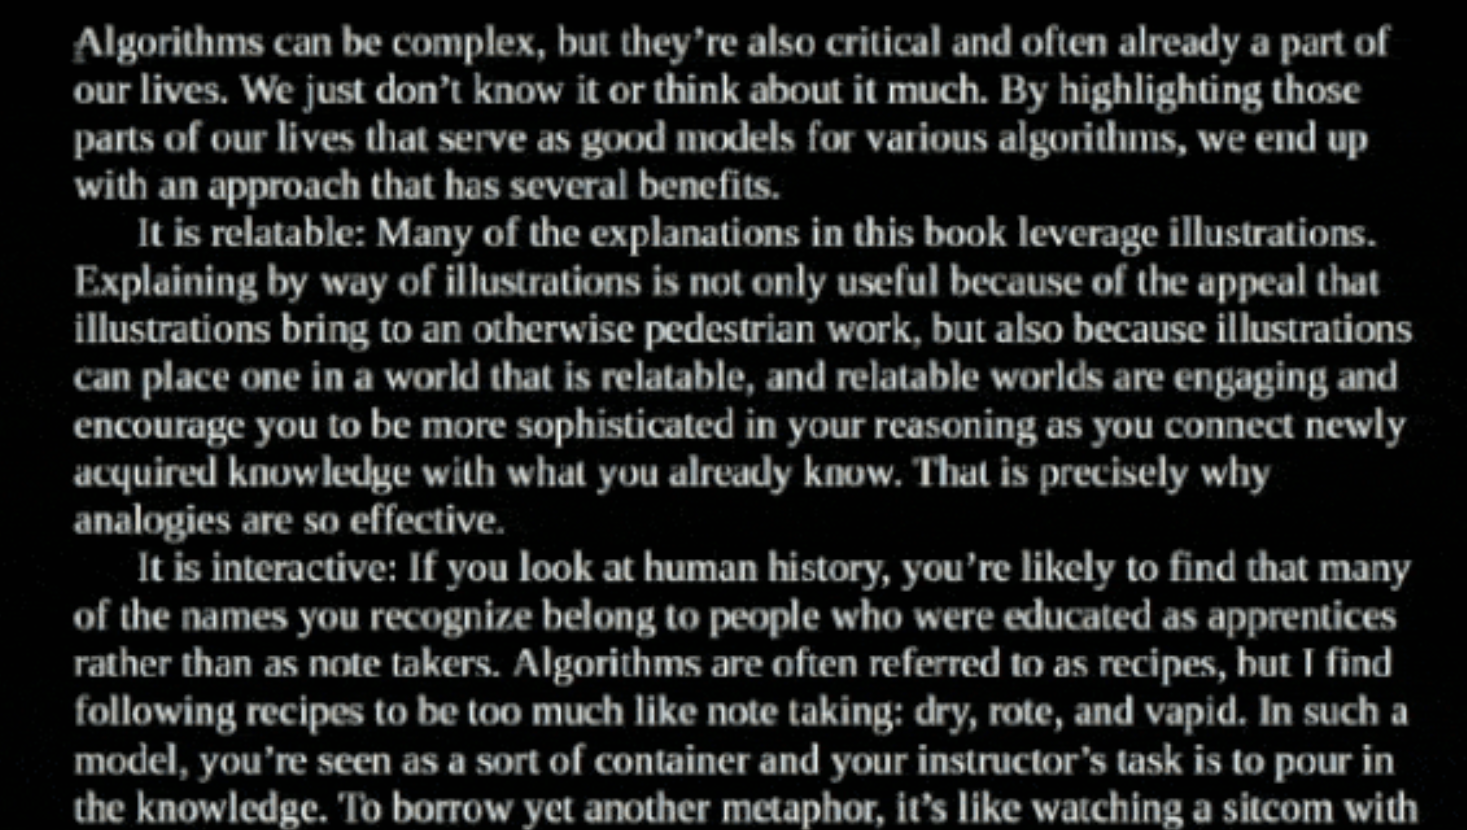 Algorithms can be complex, but they're also critical and often already a part of
our lives. We just don't know it or think about it much. By highlighting those
parts of our lives that serve as good models for various algorithms, we end up
with an approach that has several benefits.
It is relatable: Many of the explanations in this book leverage illustrations.
Explaining by way of illustrations is not only useful because of the appeal that
illustrations bring to an otherwise pedestrian work, but also because illustrations
can place one in a world that is relatable, and relatable worlds are engaging and
encourage you to be more sophisticated in your reasoning as you connect newly
acquired knowledge with what you already know. That is precisely why
analogies are so effective.
It is interactive: If you look at human history, you're likely to find that many
of the names you recognize belong to people who were educated as apprentices
rather than as note takers. Algorithms are often referred to as recipes, but I find
following recipes to be too much like note taking: dry, rote, and vapid. In such a
model, you're seen as a sort of container and your instructor's task is to pour in
the knowledge. To borrow yet another metaphor, it's like watching a sitcom with